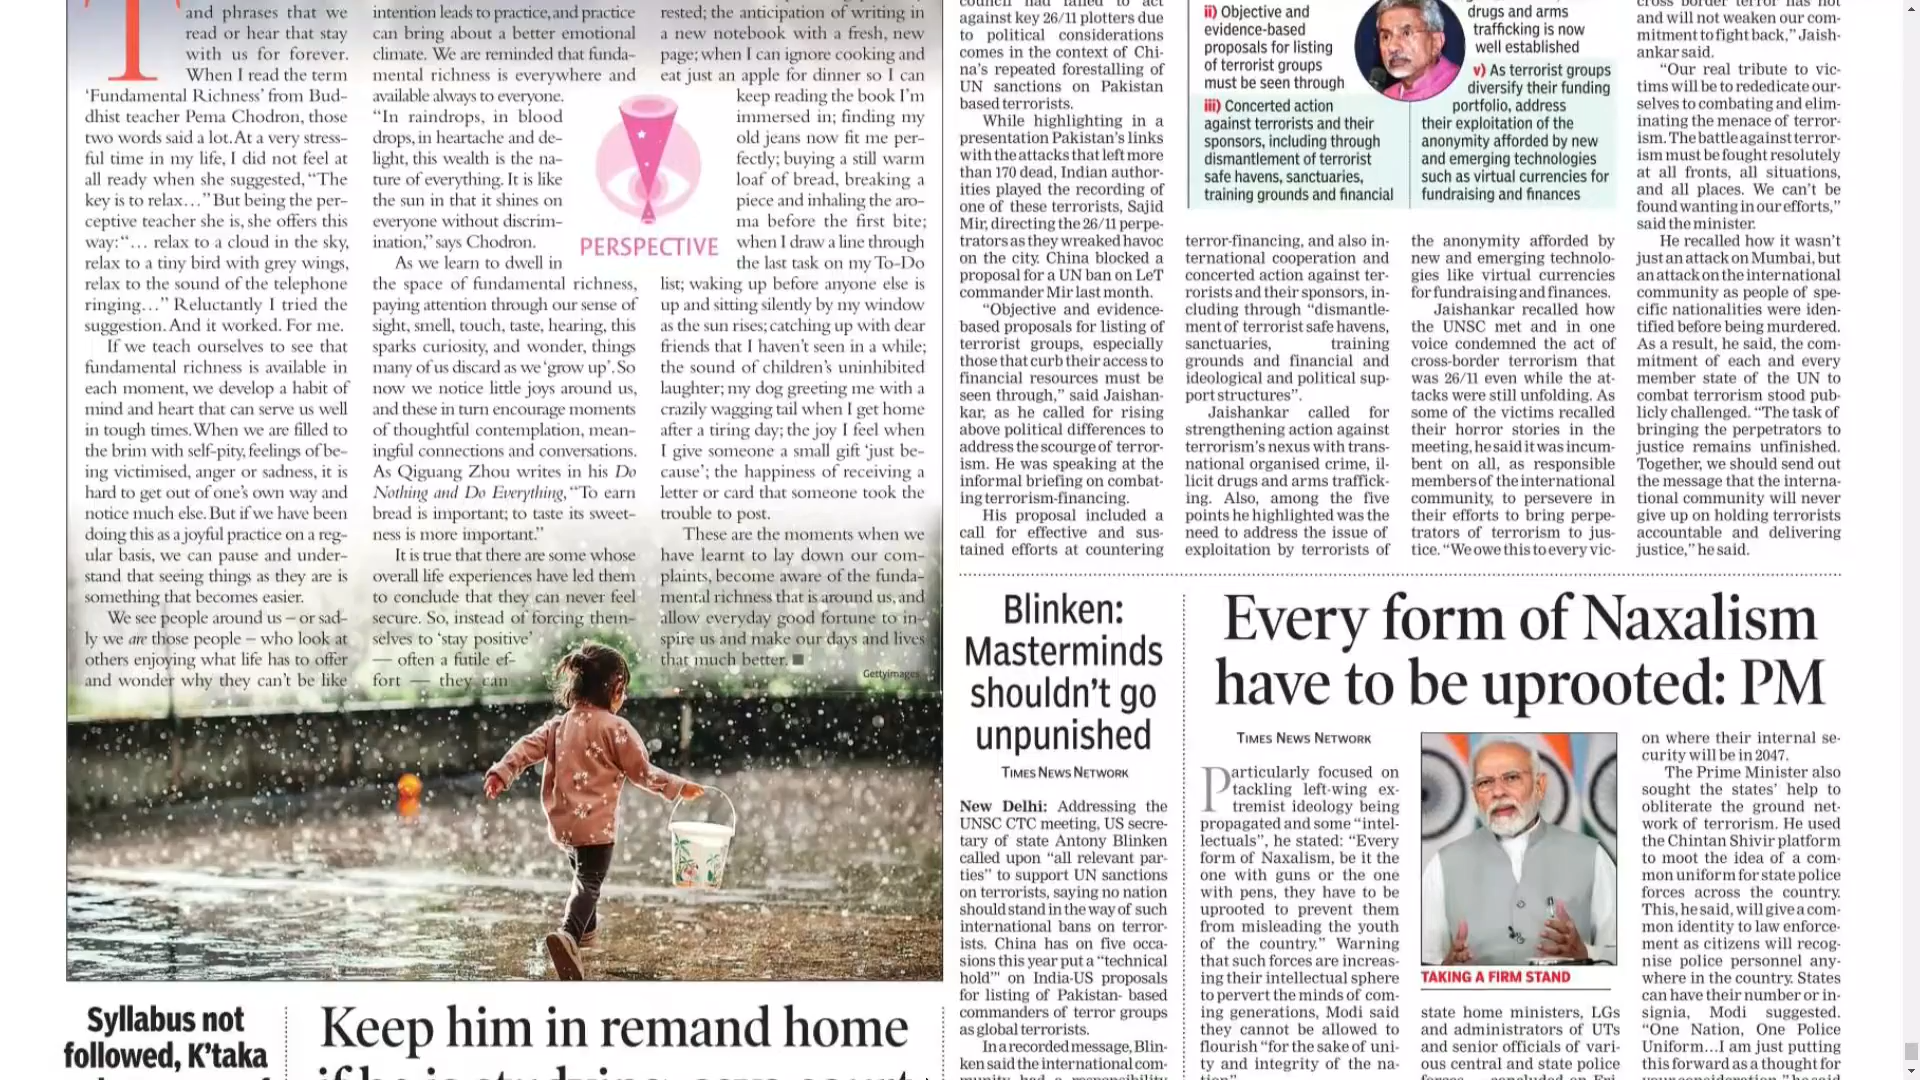 T
and phrases that we
read or hear that stay
with us for forever.
When I read the term
‘Fundamental Richness’ from Bud-
dhist teacher Pema Chodron, those
two words said a lot. At a very stress-
ful time in my life, I did not feel at
all ready when she suggested, “The
key is to relax…” But being the per-
ceptive teacher she is, she offers this
way: “… relax to a cloud in the sky,
relax to a tiny bird with grey wings,
relax to the sound of the telephone
ringing…” Reluctantly I tried the
suggestion. And it worked. For me.
If we teach ourselves to see that
fundamental richness is available in
each moment, we develop a habit of
mind and heart that can serve us well
in tough times. When we are filled to
the brim with self-pity, feelings of be-
ing victimised, anger or sadness, it is
hard to get out of one’s own way and
notice much else. But if we have been
doing this as a joyful practice on a reg-
ular basis, we can pause and under-
stand that seeing things as they are is
something that becomes easier.
We see people around us – or sad-
ly we are those people – who look at
others enjoying what life has to offer
and wonder why they can’t be like
intention leads to practice, and practice
can bring about a better emotional
climate. We are reminded that funda-
mental richness is everywhere and
available always to everyone.
“In raindrops, in blood
drops, in heartache and de-
light, this wealth is the na-
ture of everything. It is like
the sun in that it shines on
everyone without discrim-
ination,” says Chodron.
As we learn to dwell in
the space of fundamental richness,
paying attention through our sense of
sight, smell, touch, taste, hearing, this
sparks curiosity, and wonder, things
many of us discard as we ‘grow up’. So
now we notice little joys around us,
and these in turn encourage moments
of thoughtful contemplation, mean-
ingful connections and conversations.
As Qiguang Zhou writes in his Do
Nothing and Do Everything, “To earn
bread is important; to taste its sweet-
ness is more important.”
It is true that there are some whose
overall life experiences have led them
to conclude that they can never feel
secure. So, instead of forcing them-
selves to ‘stay positive’
— often a futile ef-
fort — they can
PERSPECTIVE
rested; the anticipation of writing in
a new notebook with a fresh, new
page; when I can ignore cooking and
eat just an apple for dinner so I can
keep reading the book I’m
immersed in; finding my
old jeans now fit me per-
fectly; buying a still warm
loaf of bread, breaking a
piece and inhaling the aro-
ma before the first bite;
when I draw a line through
the last task on my To-Do
list; waking up before anyone else is
up and sitting silently by my window
as the sun rises; catching up with dear
friends that I haven’t seen in a while;
the sound of children’s uninhibited
laughter; my dog greeting me with a
crazily wagging tail when I get home
after a tiring day; the joy I feel when
I give someone a small gift ‘just be-
cause’; the happiness of receiving a
letter or card that someone took the
trouble to post.
These are the moments when we
have learnt to lay down our com-
plaints, become aware of the funda-
mental richness that is around us, and
allow everyday good fortune to in-
spire us and make our days and lives
that much better.
Gettyimages
council had failed to act
against key 26/11 plotters due
to political considerations
comes in the context of Chi-
na’s repeated forestalling of
UN sanctions on Pakistan
based terrorists.
While highlighting in a
presentation Pakistan’s links
with the attacks that left more
than 170 dead, Indian author-
ities played the recording of
one of these terrorists, Sajid
Mir, directing the 26/11 perpe-
trators as they wreaked havoc
on the city. China blocked a
proposal for a UN ban on LeT
commander Mir last month.
“Objective and evidence-
based proposals for listing of
terrorist groups, especially
those that curb their access to
financial resources must be
seen through,” said Jaishan-
kar, as he called for rising
above political differences to
address the scourge of terror-
ism. He was speaking at the
informal briefing on combat-
ing terrorism-financing.
His proposal included a
call for effective and sus-
tained efforts at countering
ii) Objective and
evidence-based
proposals for listing
of terrorist groups
must be seen through
iii) Concerted action
against terrorists and their
sponsors, including through
dismantlement of terrorist
safe havens, sanctuaries,
training grounds and financial
drugs and arms
trafficking is now
well established
v) As terrorist groups
diversify their funding
portfolio, address
their exploitation of the
anonymity afforded by new
and emerging technologies
such as virtual currencies for
fundraising and finances
terror-financing, and also in-
ternational cooperation and
concerted action against ter-
rorists and their sponsors, in-
cluding through “dismantle-
ment of terrorist safe havens,
sanctuaries, training
grounds and financial and
ideological and political sup-
port structures”.
Jaishankar called for
strengthening action against
terrorism’s nexus with trans-
national organised crime, il-
licit drugs and arms traffick-
ing. Also, among the five
points he highlighted was the
need to address the issue of
exploitation by terrorists of
the anonymity afforded by
new and emerging technolo-
gies like virtual currencies
for fundraising and finances.
Jaishankar recalled how
the UNSC met and in one
voice condemned the act of
cross-border terrorism that
was 26/11 even while the at-
tacks were still unfolding. As
some of the victims recalled
their horror stories in the
meeting, he said it was incum-
bent on all, as responsible
members of the international
community, to persevere in
their efforts to bring perpe-
trators of terrorism to jus-
tice. “We owe this to every vic-
cross border terror has not
and will not weaken our com-
mitment to fight back,” Jaish-
ankar said.
“Our real tribute to vic-
tims will be to rededicate our-
selves to combating and elim-
inating the menace of terror-
ism. The battle against terror-
ism must be fought resolutely
at all fronts, all situations,
and all places. We can’t be
found wanting in our efforts,”
said the minister.
He recalled how it wasn’t
just an attack on Mumbai, but
an attack on the international
community as people of spe-
cific nationalities were iden-
tified before being murdered.
As a result, he said, the com-
mitment of each and every
member state of the UN to
combat terrorism stood pub-
licly challenged. “The task of
bringing the perpetrators to
justice remains unfinished.
Together, we should send out
the message that the interna-
tional community will never
give up on holding terrorists
accountable and delivering
justice,” he said.
Blinken:
Masterminds
shouldn’t go
unpunished
TIMES NEWS NETWORK
New Delhi: Addressing the
UNSC CTC meeting, US secre-
tary of state Antony Blinken
called upon “all relevant par-
ties” to support UN sanctions
on terrorists, saying no nation
should stand in the way of such
international bans on terror-
ists. China has on five occa-
sions this year put a “technical
hold’” on India-US proposals
for listing of Pakistan- based
commanders of terror groups
as global terrorists.
In a recorded message, Blin-
ken said the international com-
munity had a responsibility
Every form of Naxalism
have to be uprooted: PM
TIMES NEWS NETWORK
Particularly focused on
tackling left-wing ex-
tremist ideology being
propagated and some “intel-
lectuals”, he stated: “Every
form of Naxalism, be it the
one with guns or the one
with pens, they have to be
uprooted to prevent them
from misleading the youth
of the country.” Warning
that such forces are increas-
ing their intellectual sphere
to pervert the minds of com-
ing generations, Modi said
they cannot be allowed to
flourish “for the sake of uni-
ty and integrity of the na-
tion”.
TAKING A FIRM STAND
state home ministers, LGs
and administrators of UTs
and senior officials of vari-
ous central and state police
on where their internal se-
curity will be in 2047.
The Prime Minister also
sought the states’ help to
obliterate the ground net-
work of terrorism. He used
the Chintan Shivir platform
to moot the idea of a com-
mon uniform for state police
forces across the country.
This, he said, will give a com-
mon identity to law enforce-
ment as citizens will recog-
nise police personnel any-
where in the country. States
can have their number or in-
signia, Modi suggested.
“One Nation, One Police
Uniform…I am just putting
this forward as a thought for
Syllabus not
followed, K’taka
Keep him in remand home
if he is studying, says court